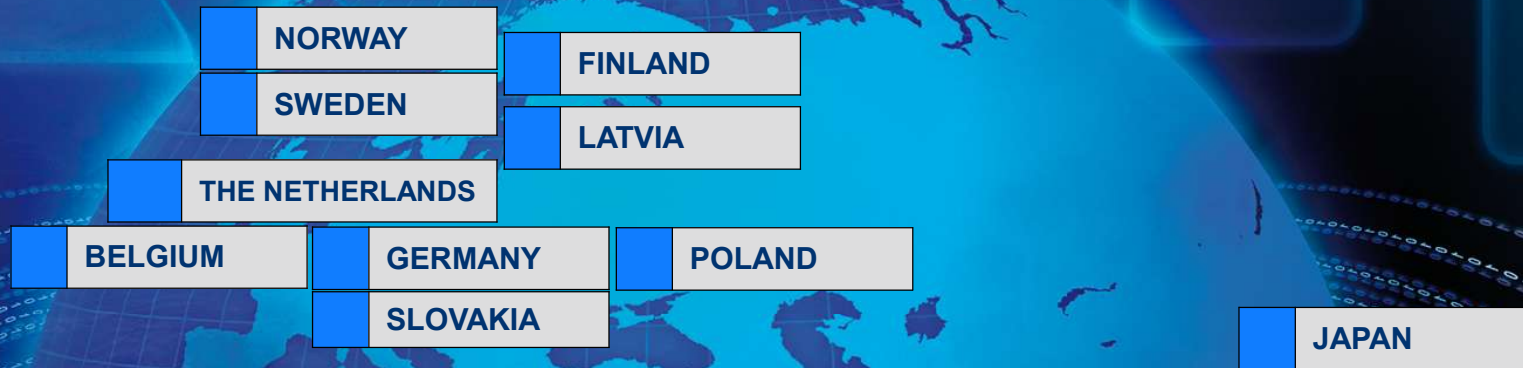 NORWAY
FINLAND
SWEDEN
LATVIA
THE NETHERLANDS
BELGIUM
GERMANY
POLAND
SLOVAKIA
JAPAN